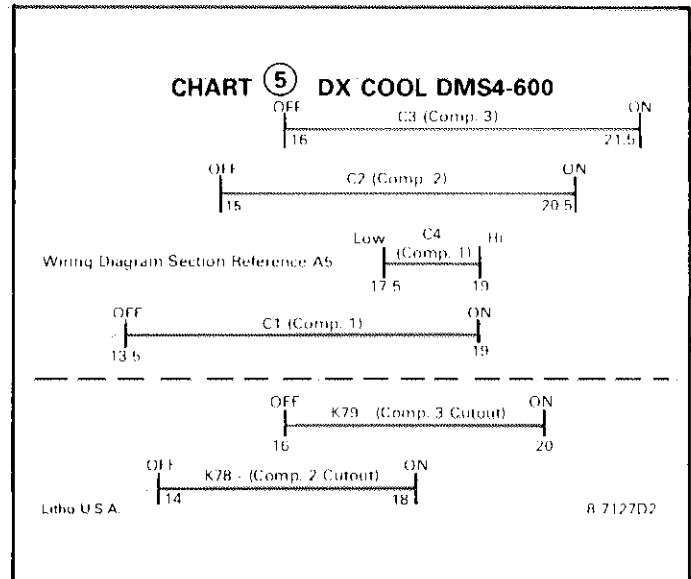 CHART 5 DX COOL DMS4-600
OFF C3 (Comp. 3) ON
16 21.5
OFF C2 (Comp. 2) ON
15 20.5
Low C4 Hi
Wiring Diagram Section Reference A5 (Comp. 1)
17.5 19
OFF C1 (Comp. 1) ON
13.5 19
OFF K79 (Comp. 3 Cutout) ON
16 20
OFF K78 - (Comp. 2 Cutout) ON
14 18
Litho U.S.A. 8-7127D2